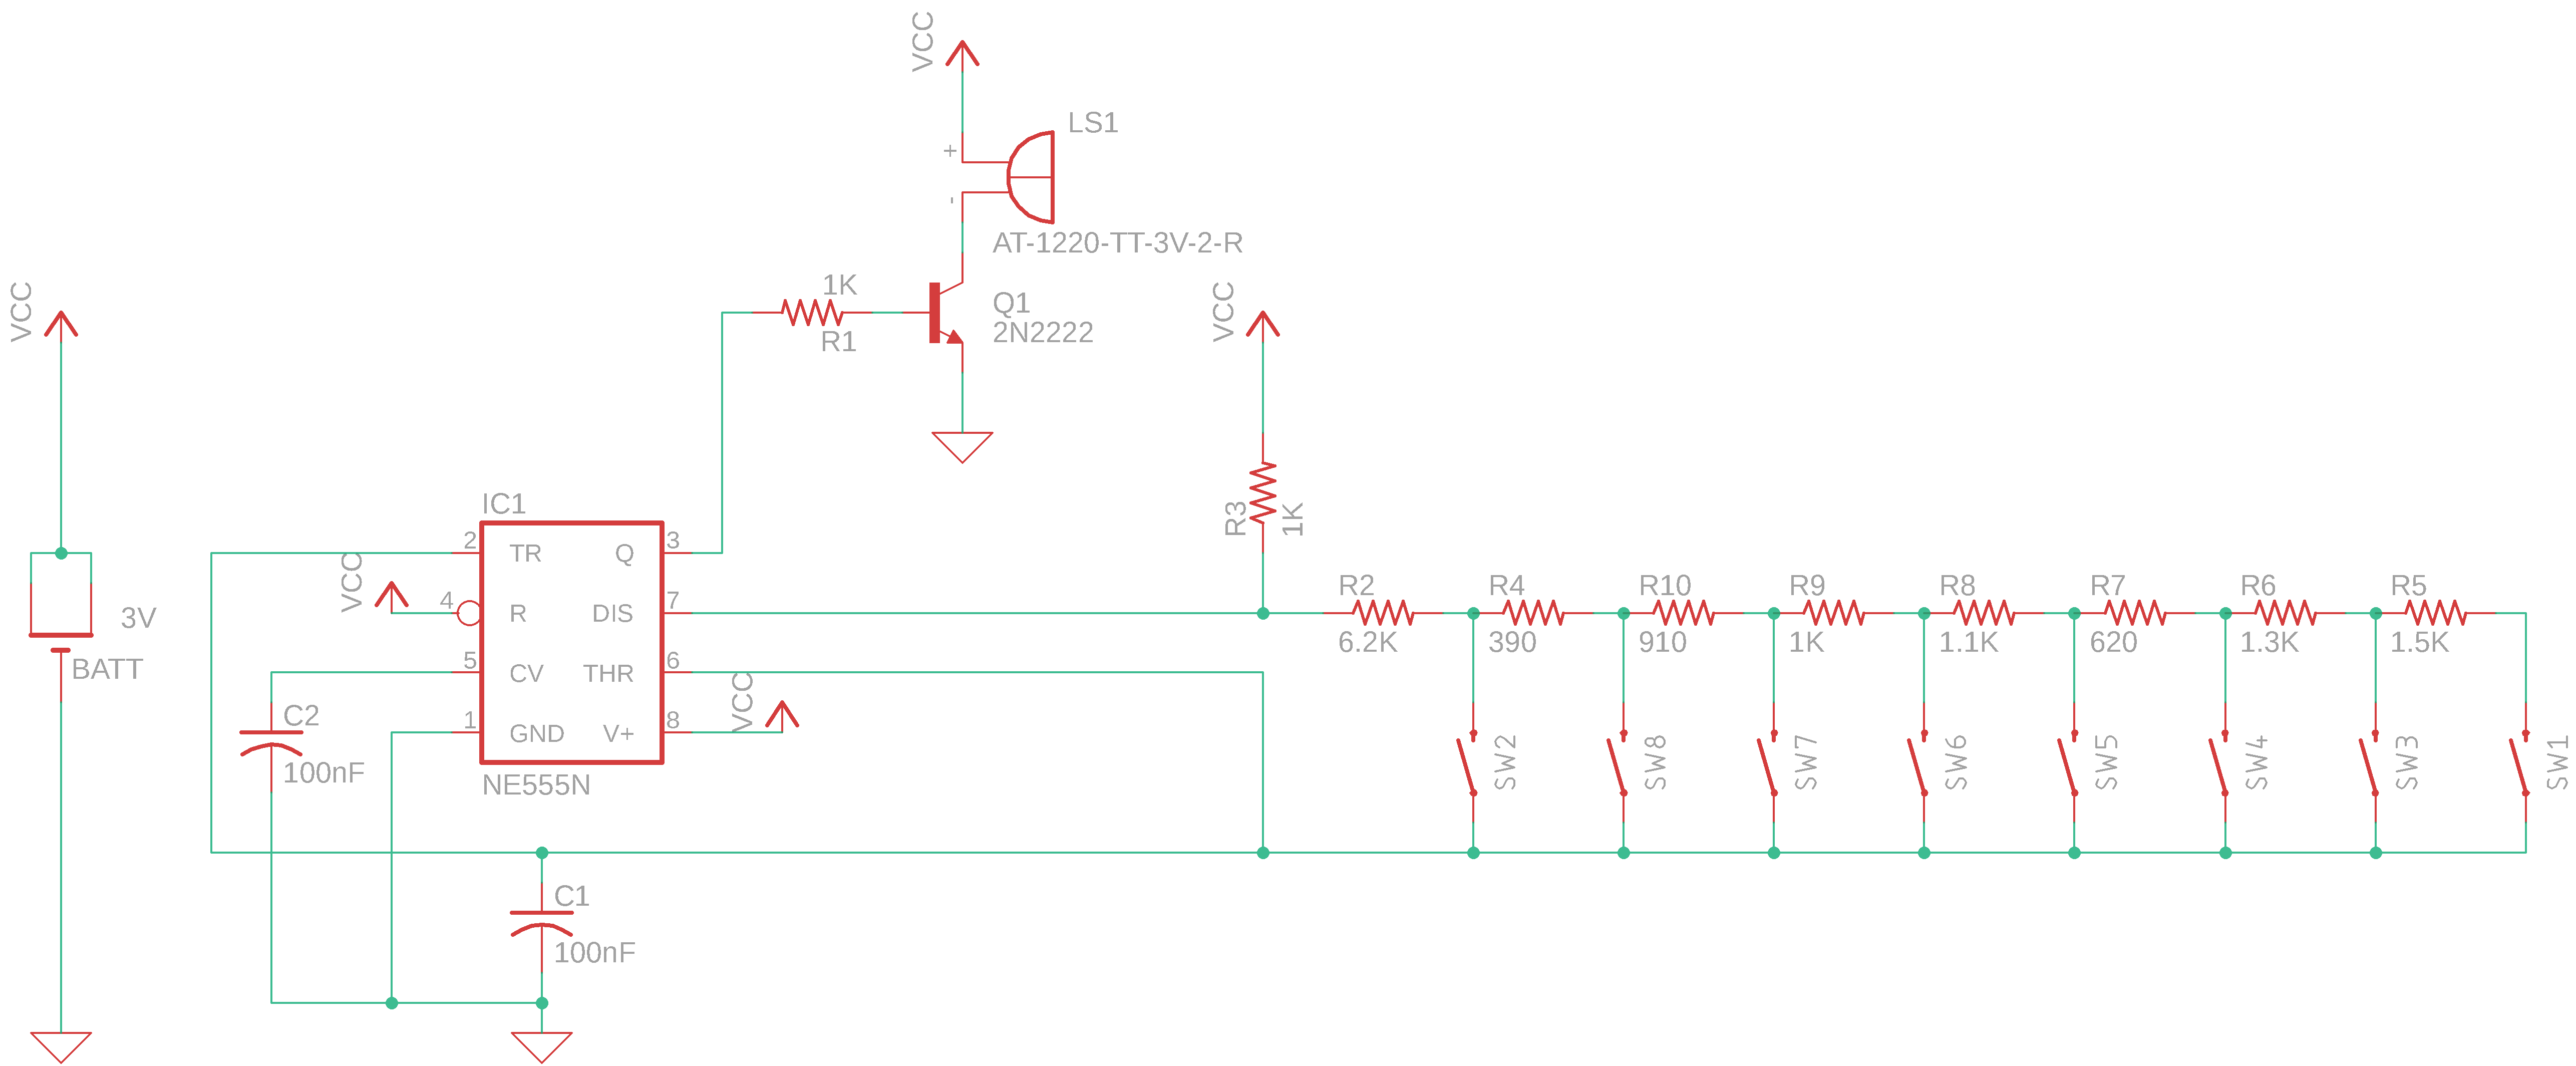 VCC
LS1
+
-
AT-1220-TT-3V-2-R
1K
R1
Q1
2N2222
VCC
VCC
R3
1K
IC1
2
TR
Q
3
VCC
4
R
DIS
7
5
CV
THR
6
1
GND
V+
8
VCC
NE555N
3V
BATT
C2
100nF
C1
100nF
R2
6.2K
R4
390
R10
910
R9
1K
R8
1.1K
R7
620
R6
1.3K
R5
1.5K
SW2
SW8
SW7
SW6
SW5
SW4
SW3
SW1